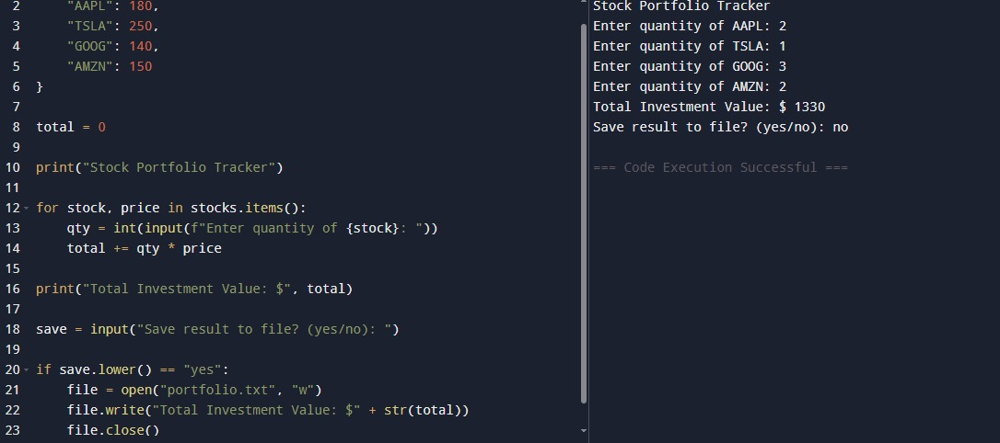 2      "AAPL": 180,
3      "TSLA": 250,
4      "GOOG": 140,
5      "AMZN": 150
6  }
7
8  total = 0
9
10  print("Stock Portfolio Tracker")
11
12  for stock, price in stocks.items():
13      qty = int(input(f"Enter quantity of {stock}: "))
14      total += qty * price
15
16  print("Total Investment Value: $", total)
17
18  save = input("Save result to file? (yes/no): ")
19
20  if save.lower() == "yes":
21      file = open("portfolio.txt", "w")
22      file.write("Total Investment Value: $" + str(total))
23      file.close()
Stock Portfolio Tracker
Enter quantity of AAPL: 2
Enter quantity of TSLA: 1
Enter quantity of GOOG: 3
Enter quantity of AMZN: 2
Total Investment Value: $ 1330
Save result to file? (yes/no): no
=== Code Execution Successful ===